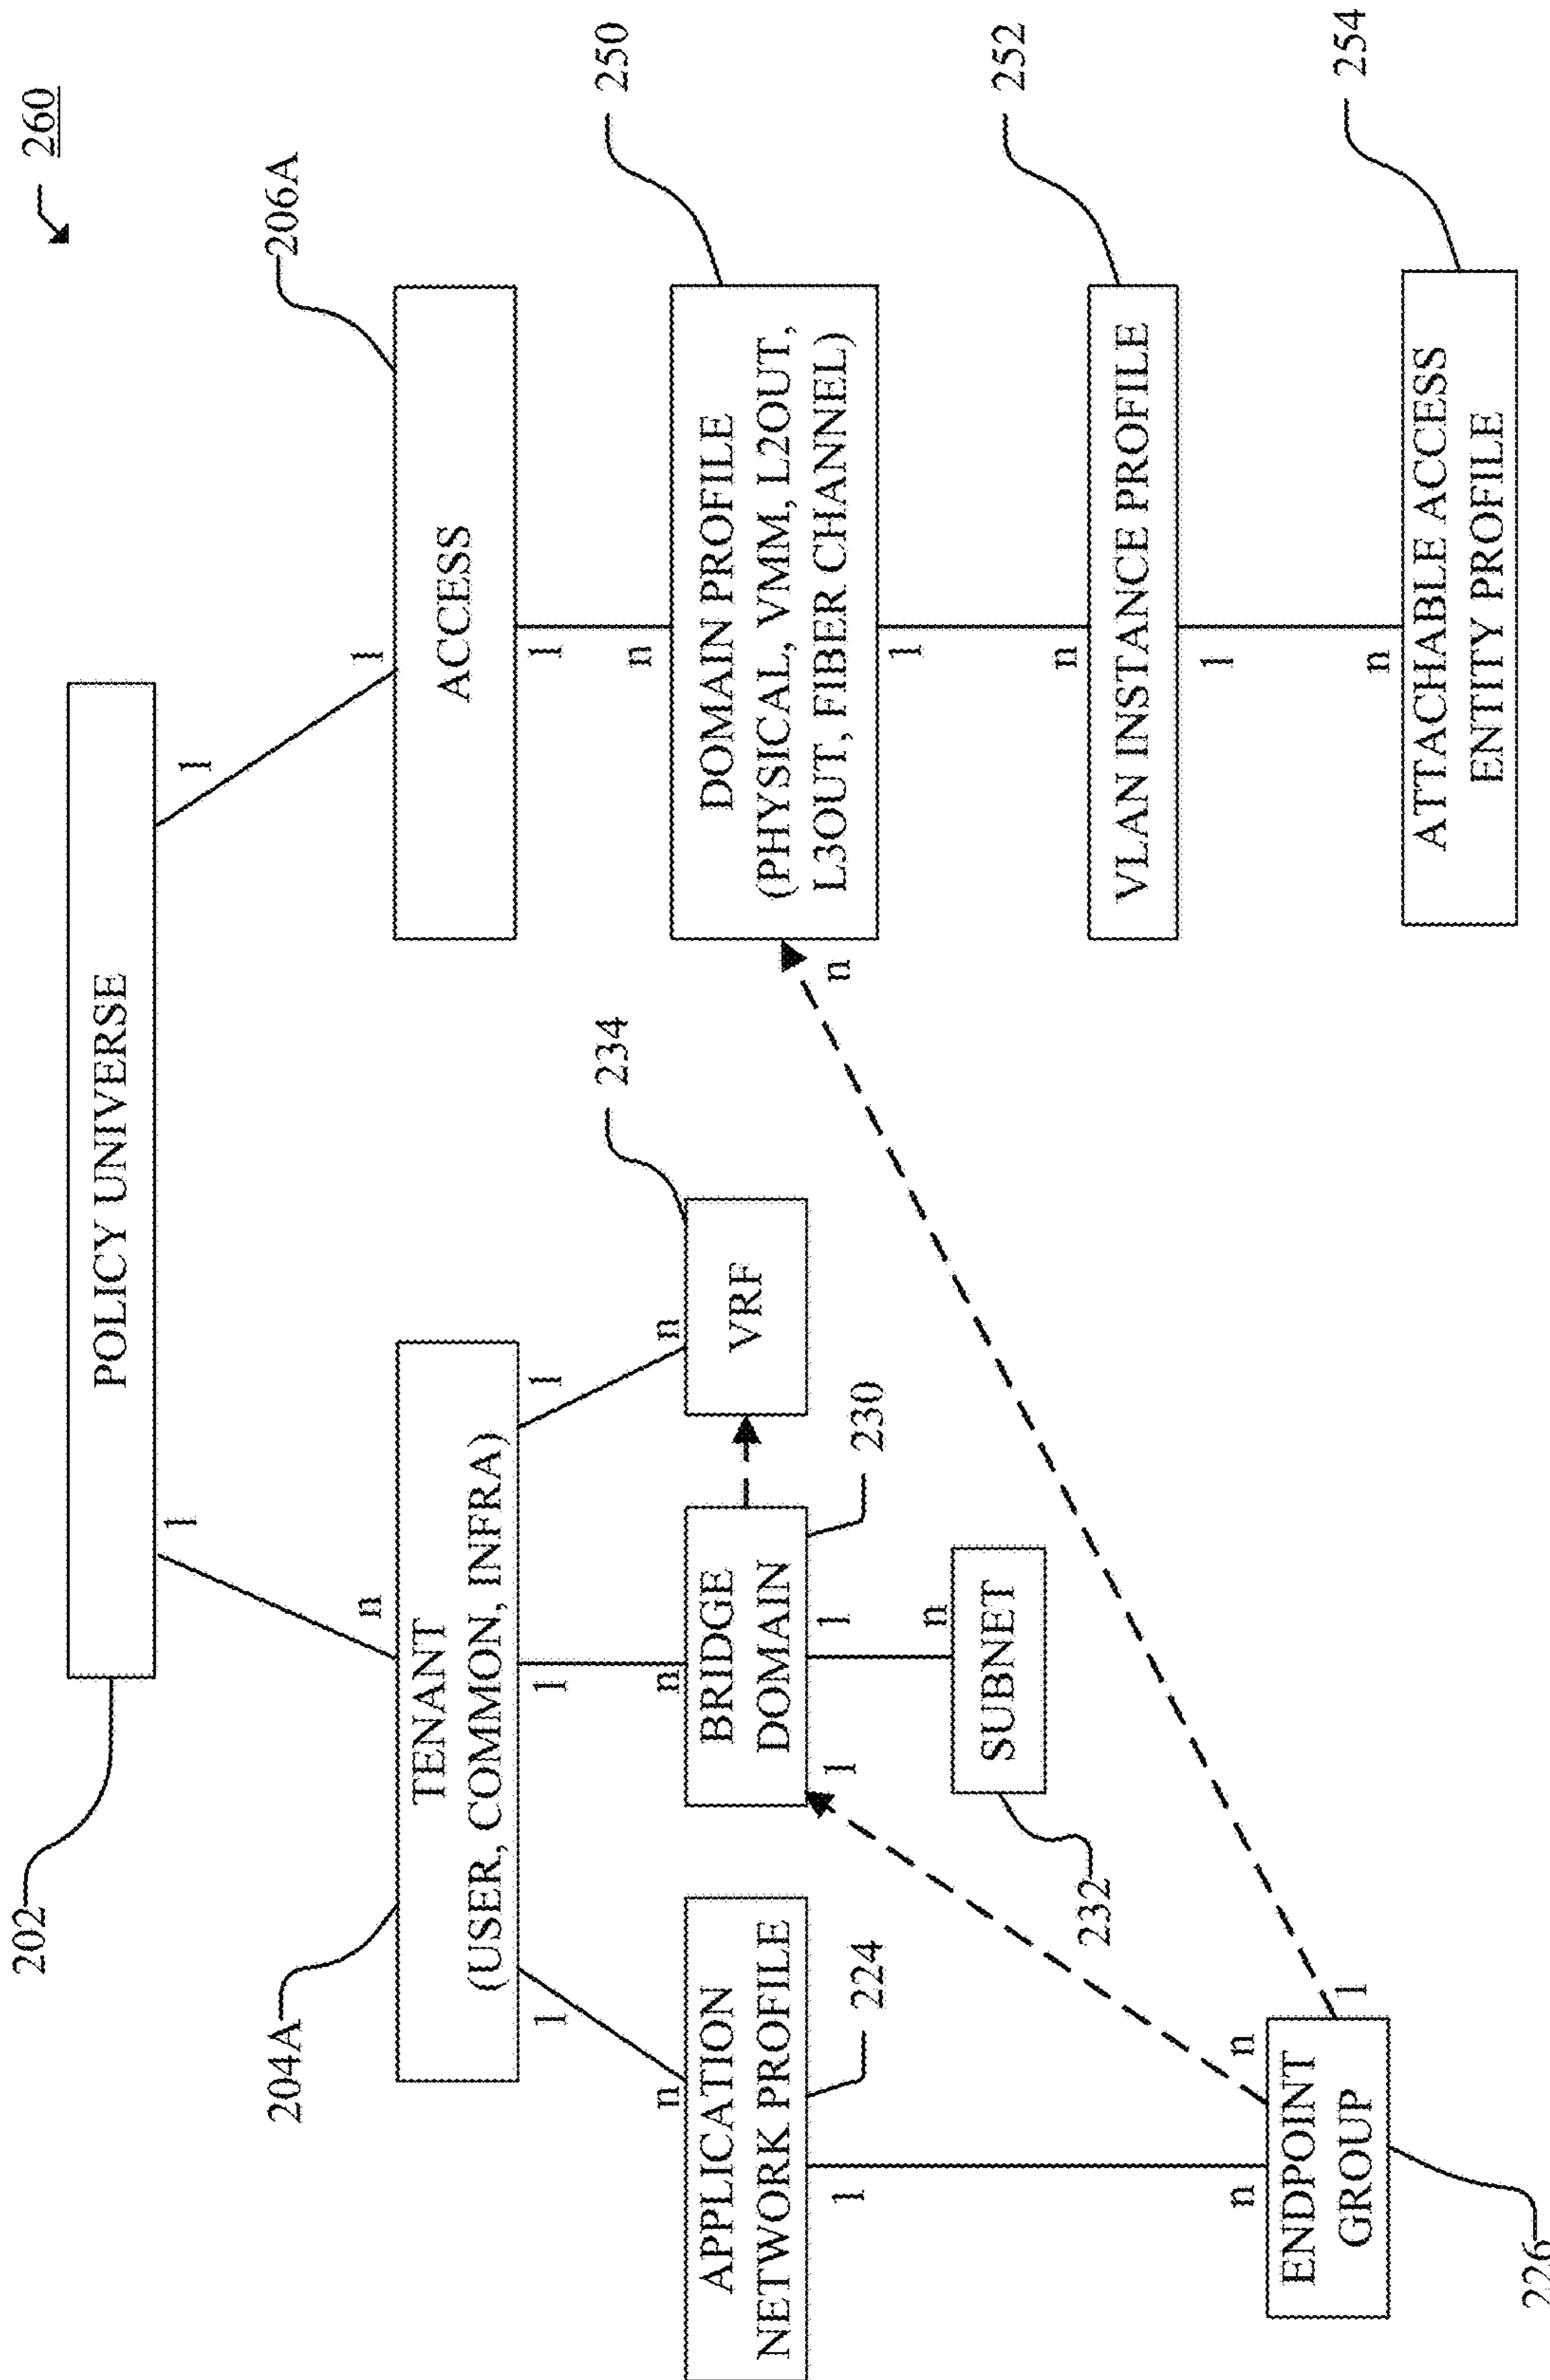 260
POLICY UNIVERSE
202
1
1
n
1
204A
TENANT
(USER, COMMON, INFRA)
206A
ACCESS
1
1
1
1
n
n
n
n
APPLICATION
NETWORK PROFILE
224
BRIDGE
DOMAIN
230
VRF
234
DOMAIN PROFILE
(PHYSICAL, VMM, L2OUT,
L3OUT, FIBER CHANNEL)
250
1
1
1
n
1
n
SUBNET
232
n
VLAN INSTANCE PROFILE
252
1
n
n
n
1
ENDPOINT
GROUP
226
ATTACHABLE ACCESS
ENTITY PROFILE
254